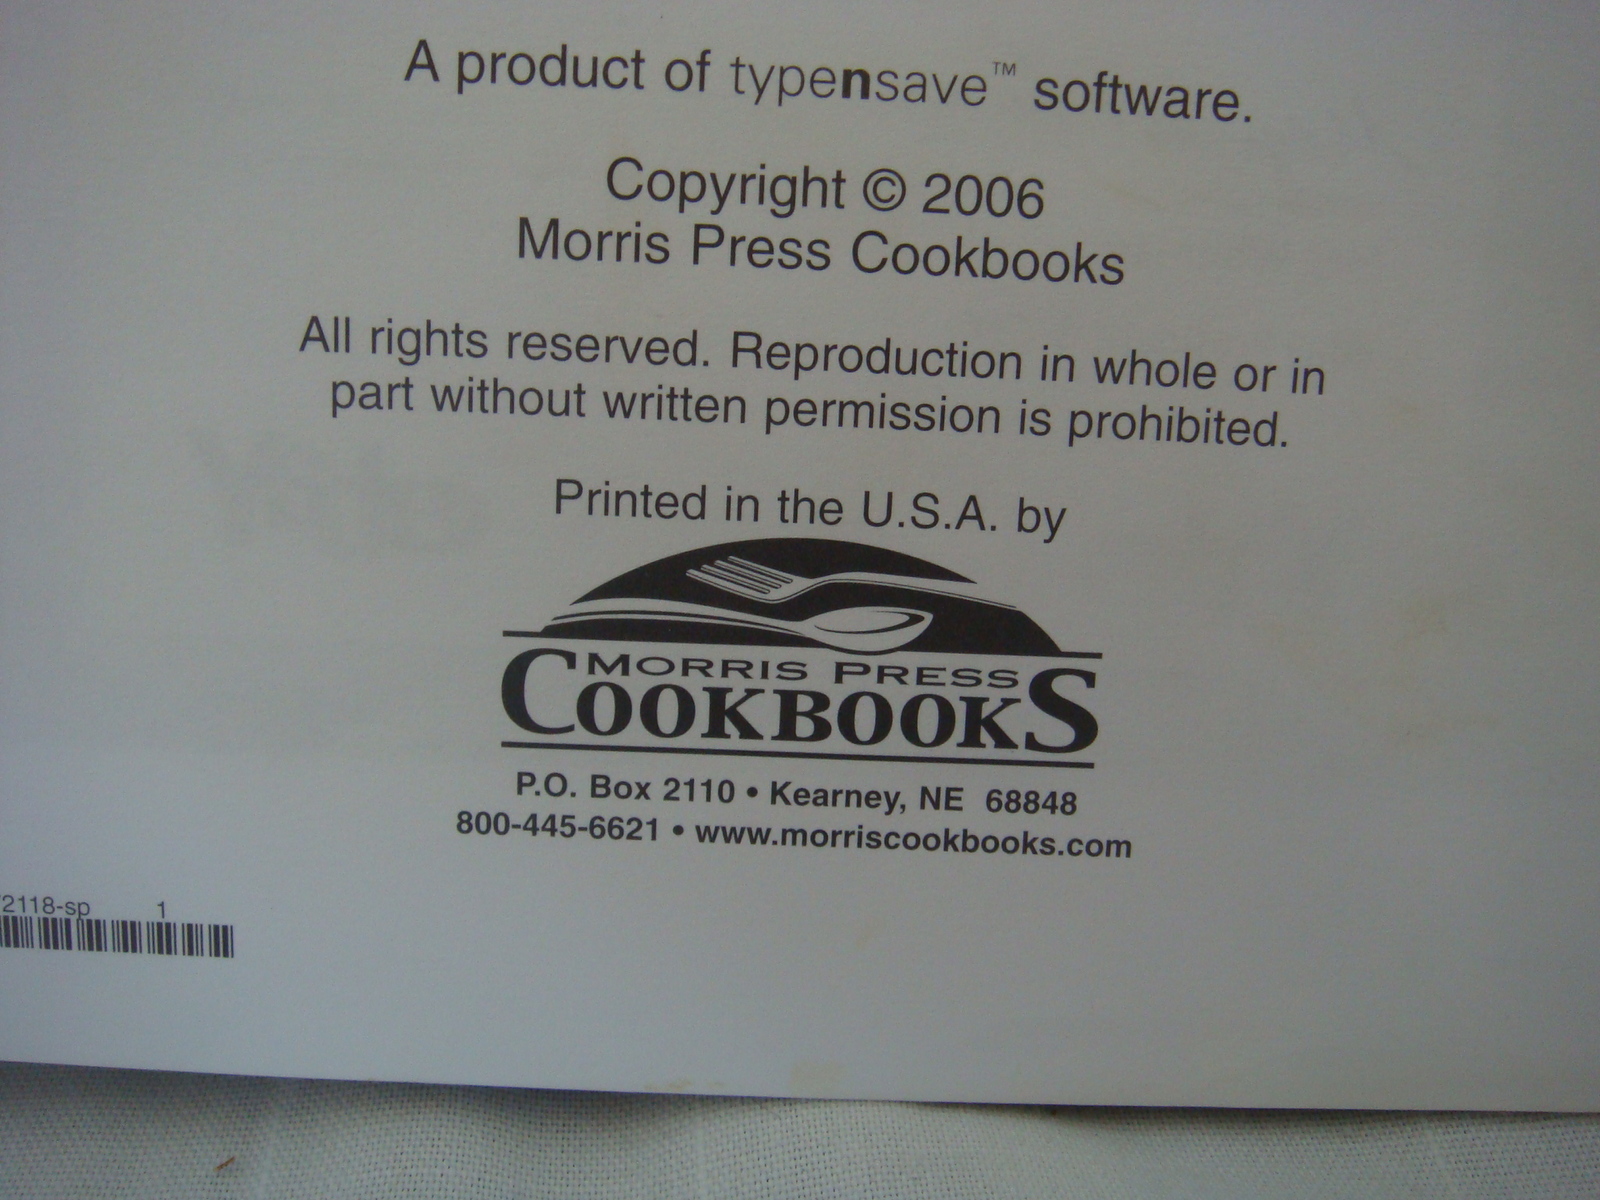 A product of typensave™ software.
Copyright © 2006
Morris Press Cookbooks
All rights reserved. Reproduction in whole or in
part without written permission is prohibited.
Printed in the U.S.A. by
MORRIS PRESS
COOKBOOKS
P.O. Box 2110 • Kearney, NE 68848
800-445-6621 • www.morriscookbooks.com
2118-sp 1